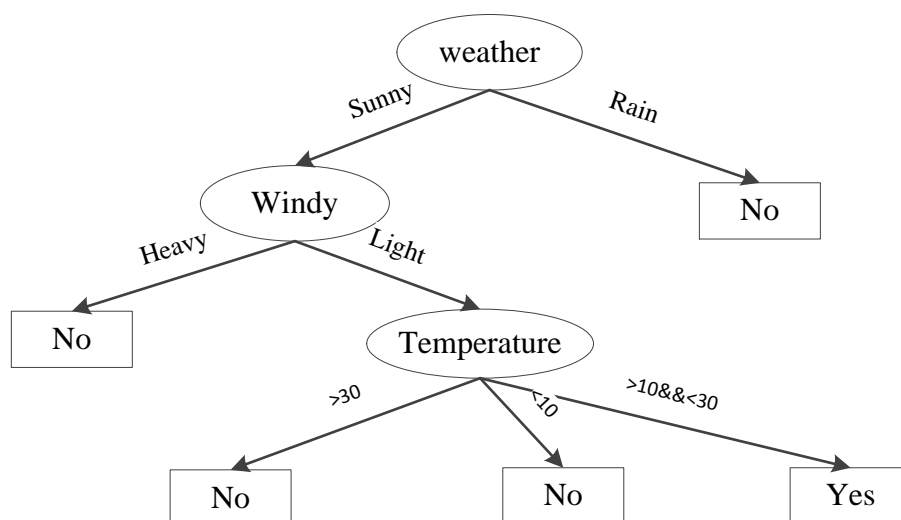 weather
Sunny
Rain
Windy
No
Heavy
Light
No
Temperature
>30
<10
>10&&<30
No
No
Yes